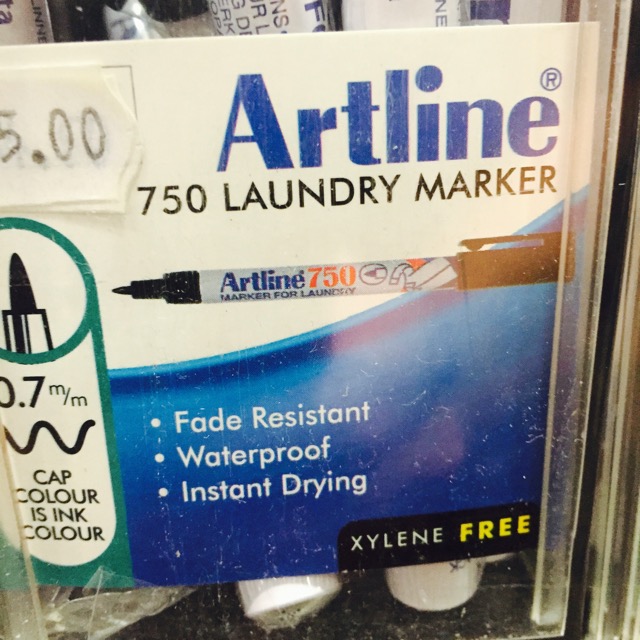 5.00
Artline®
750 LAUNDRY MARKER
Artline 750
MARKER FOR LAUNDRY
0.7 m/m
CAP
COLOUR
IS INK
COLOUR
• Fade Resistant
• Waterproof
• Instant Drying
XYLENE FREE